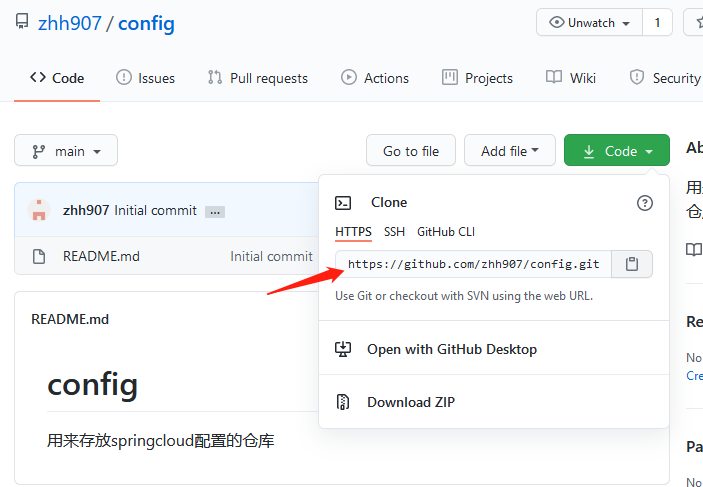 zhh907 / config
Unwatch 1
Code Issues Pull requests Actions Projects Wiki Security
main Go to file Add file Code
Clone
HTTPS SSH GitHub CLI
https://github.com/zhh907/config.git
Use Git or checkout with SVN using the web URL.
Open with GitHub Desktop
Download ZIP
zhh907 Initial commit ...
README.md Initial commit
README.md
config
用来存放springcloud配置的仓库
Ab
用来
仓
Re
No
Cre
Pa
No